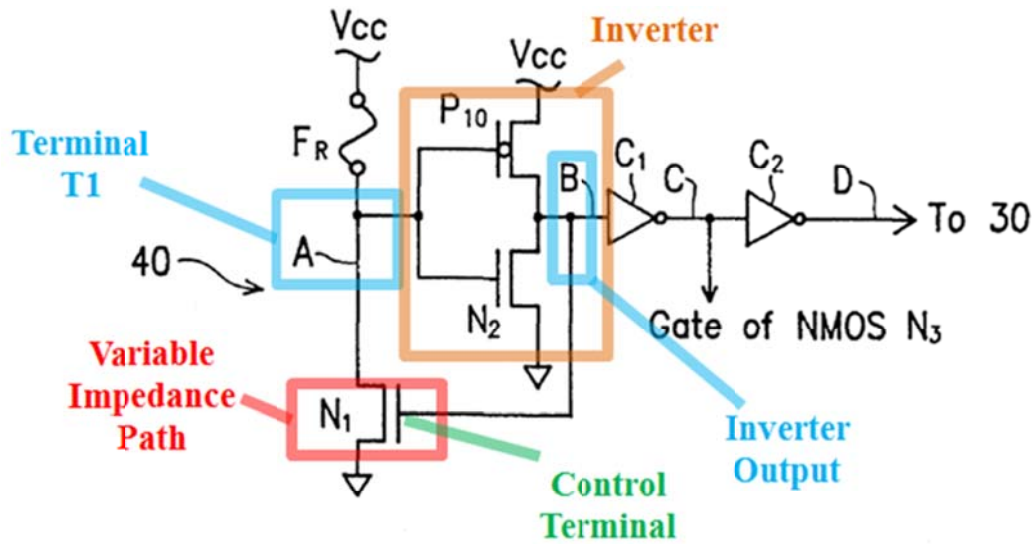 Vcc
Inverter
Vcc
P10
FR
Terminal
T1
B
C1
C
C2
D
To 30
A
40
N2
Gate of NMOS N3
Variable
Impedance
Path
N1
Inverter
Output
Control
Terminal